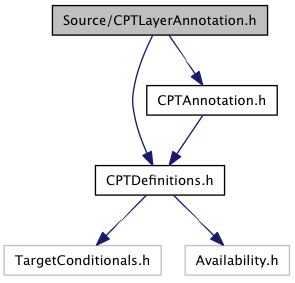 Source/CPTLayerAnnotation.h
CPTAnnotation.h
CPTDefinitions.h
TargetConditionals.h
Availability.h